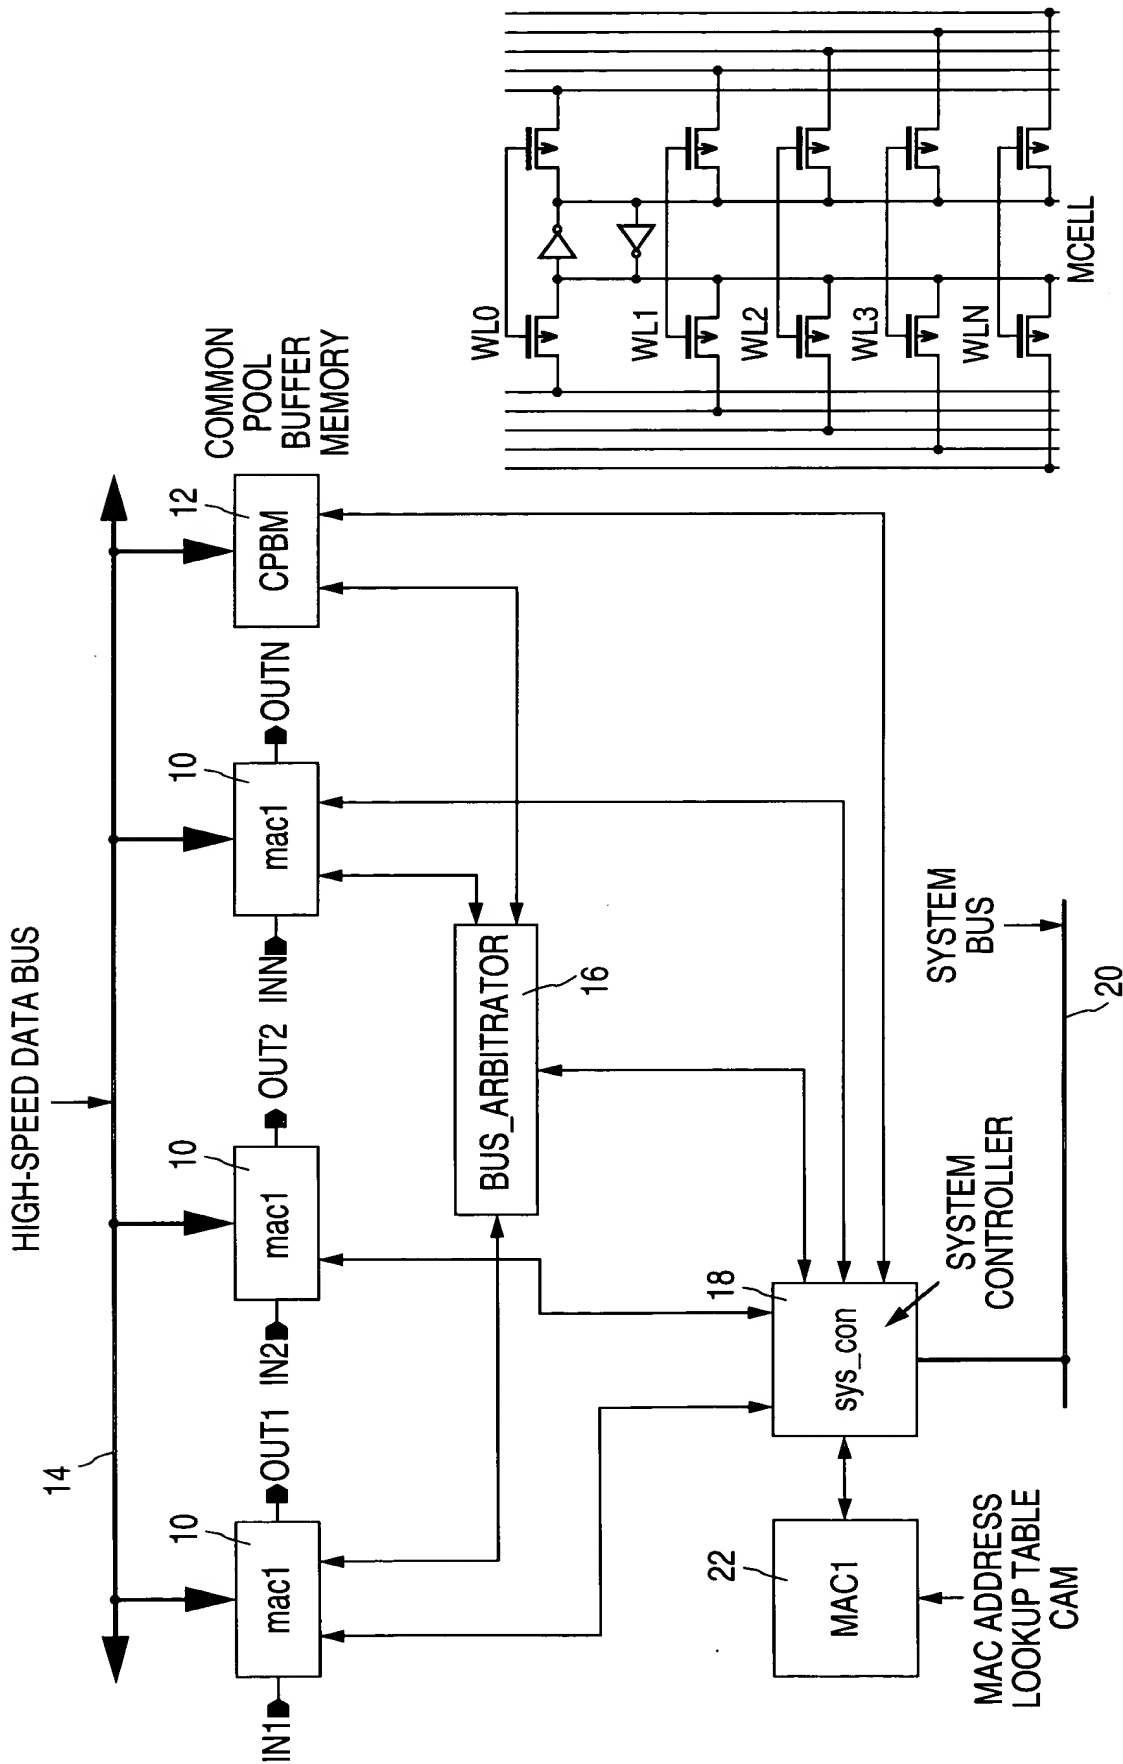 HIGH-SPEED DATA BUS
14
10
10
10
12
COMMON
POOL
BUFFER
MEMORY
IN1
mac1
OUT1
IN2
mac1
OUT2
INN
mac1
OUTN
CPBM
BUS_ARBITRATOR
16
22
MAC1
MAC ADDRESS
LOOKUP TABLE
CAM
18
sys_con
SYSTEM
CONTROLLER
SYSTEM
BUS
20
WL0
WL1
WL2
WL3
WLN
MCELL